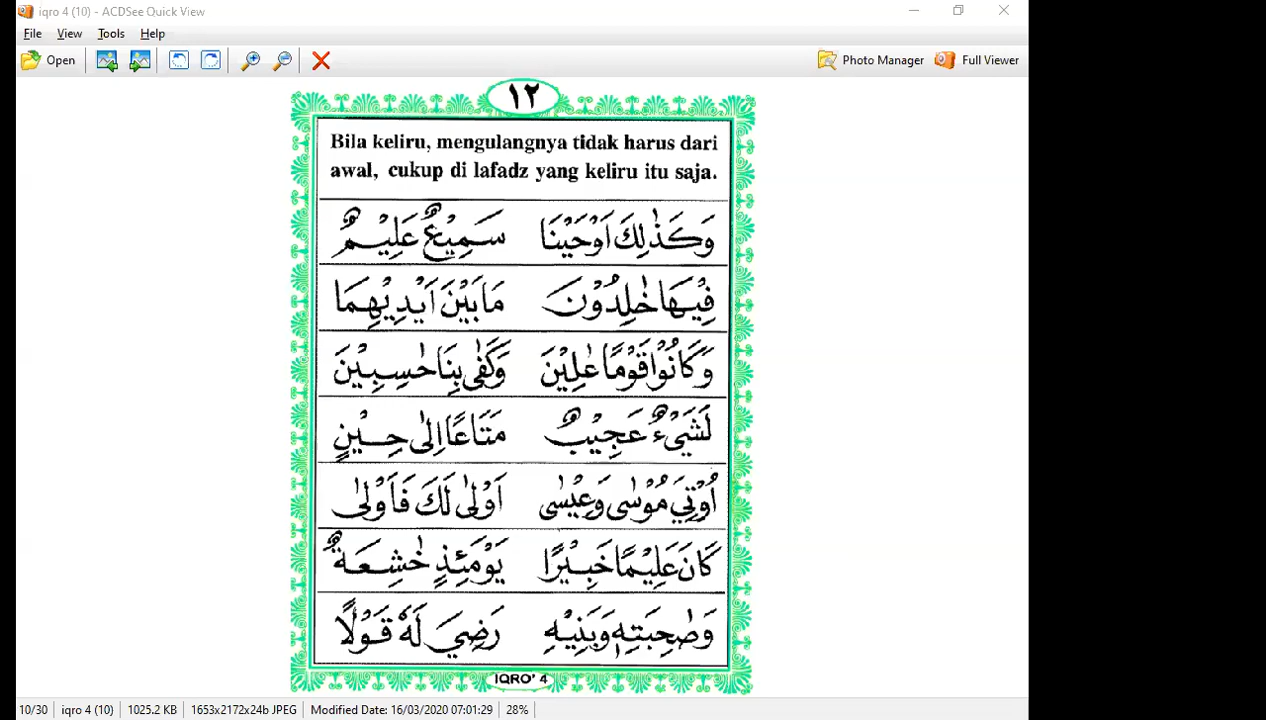 iqro 4 (10) - ACDSee Quick View
File View Tools Help
Open Photo Manager Full Viewer
١٢
Bila keliru, mengulangnya tidak harus dari
awal, cukup di lafadz yang keliru itu saja.
وَكَذٰلِكَ اَوْحَيْنَا سَمِيْعٌ عَلِيْمٌ
فِيْهَا خٰلِدُوْنَ مَا بَيْنَ اَيْدِيْهِمَا
وَكَانُوْا قَوْمًا عٰلِيْنَ وَكَفٰى بِنَا حٰسِبِيْنَ
لَشَيْءٌ عَجِيْبٌ مَتَاعًا اِلٰى حِيْنٍ
اُوْتِيَ مُوْسٰى وَعِيْسٰى اَوْلٰى لَكَ فَاَوْلٰى
كَانَ عَلِيْمًا خَبِيْرًا يَوْمَئِذٍ خٰشِعَةٌ
وَصٰحِبَتِهٖ وَبَنِيْهِ رَضِيَ لَهٗ قَوْلًا
IQRO' 4
10/30 iqro 4 (10) 1025.2 KB 1653x2172x24b JPEG Modified Date: 16/03/2020 07:01:29 28%